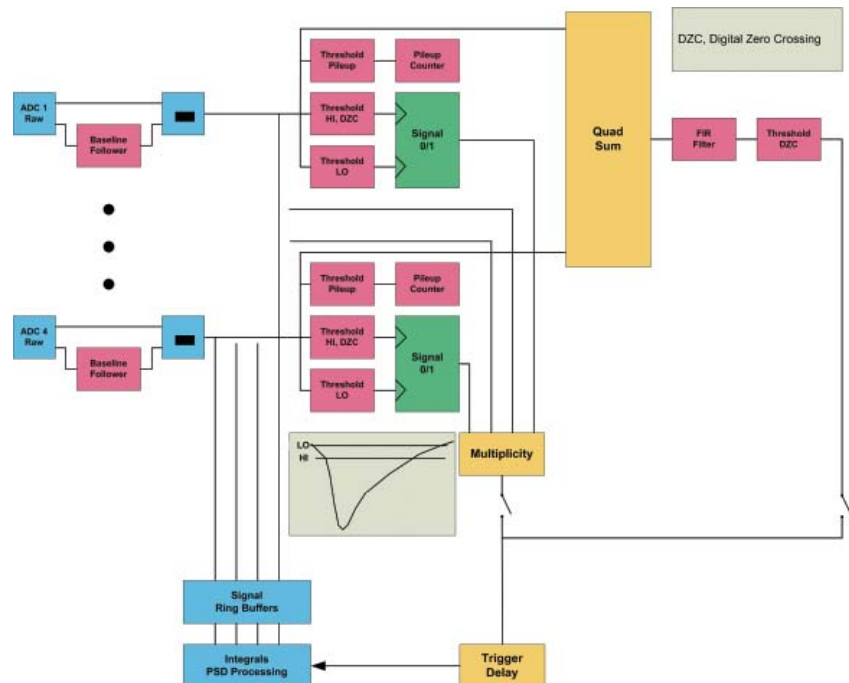 DZC, Digital Zero Crossing
Threshold
Pileup
Pileup
Counter
ADC 1
Raw
Baseline
Follower
Threshold
HI, DZC
Signal
0/1
Threshold
LO
Quad
Sum
FIR
Filter
Threshold
DZC
Threshold
Pileup
Pileup
Counter
ADC 4
Raw
Baseline
Follower
Threshold
HI, DZC
Signal
0/1
Threshold
LO
LO
HI
Multiplicity
Signal
Ring Buffers
Integrals
PSD Processing
Trigger
Delay